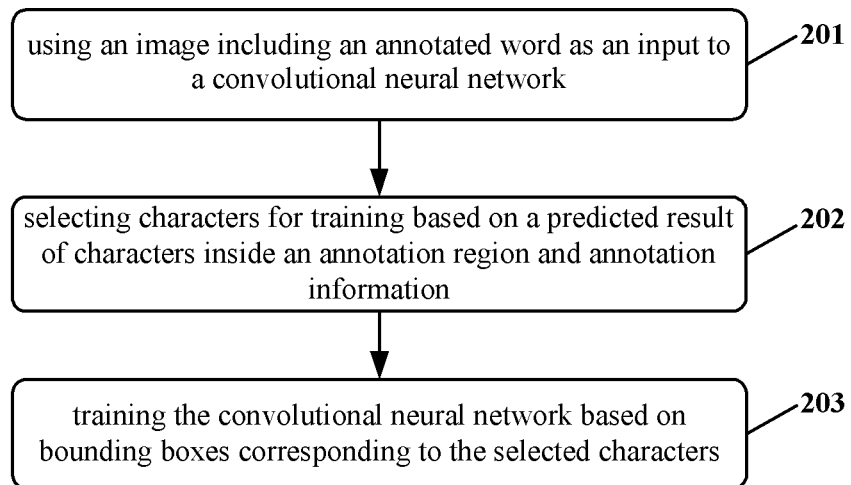 using an image including an annotated word as an input to
a convolutional neural network
201
selecting characters for training based on a predicted result
of characters inside an annotation region and annotation
information
202
training the convolutional neural network based on
bounding boxes corresponding to the selected characters
203